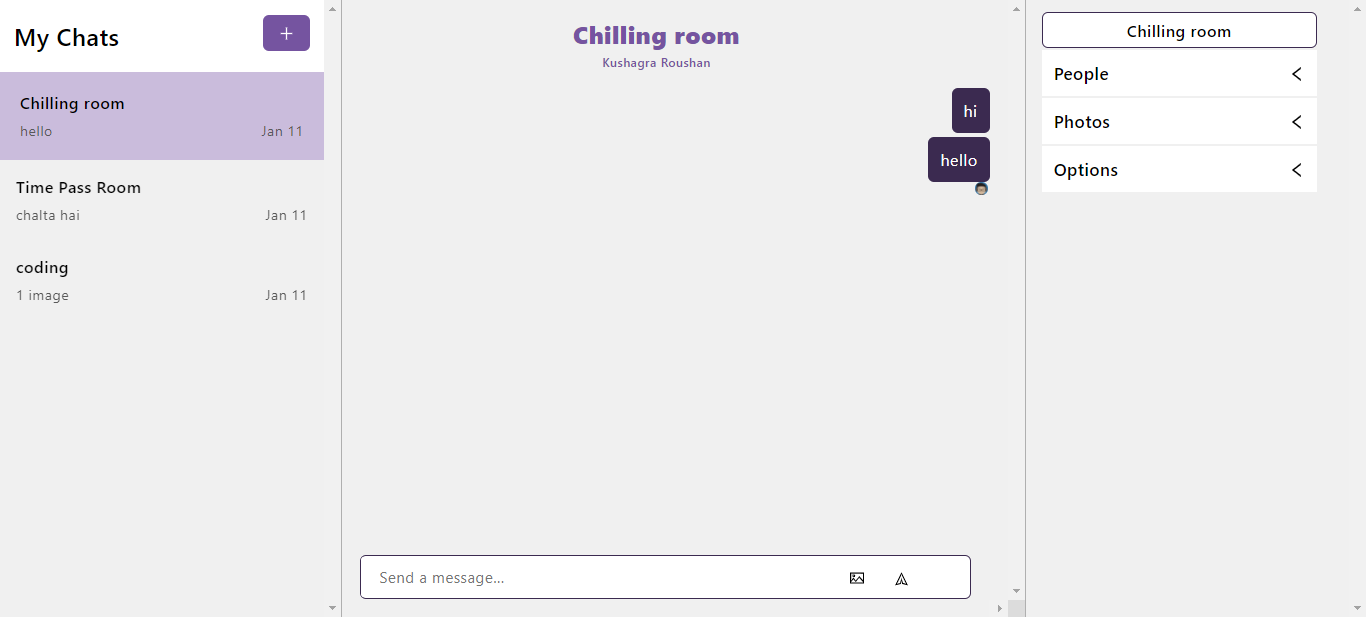 My Chats
+
Chilling room
hello Jan 11
Time Pass Room
chalta hai Jan 11
coding
1 image Jan 11
Chilling room
Kushagra Roushan
hi
hello
Send a message...
Chilling room
People
Photos
Options